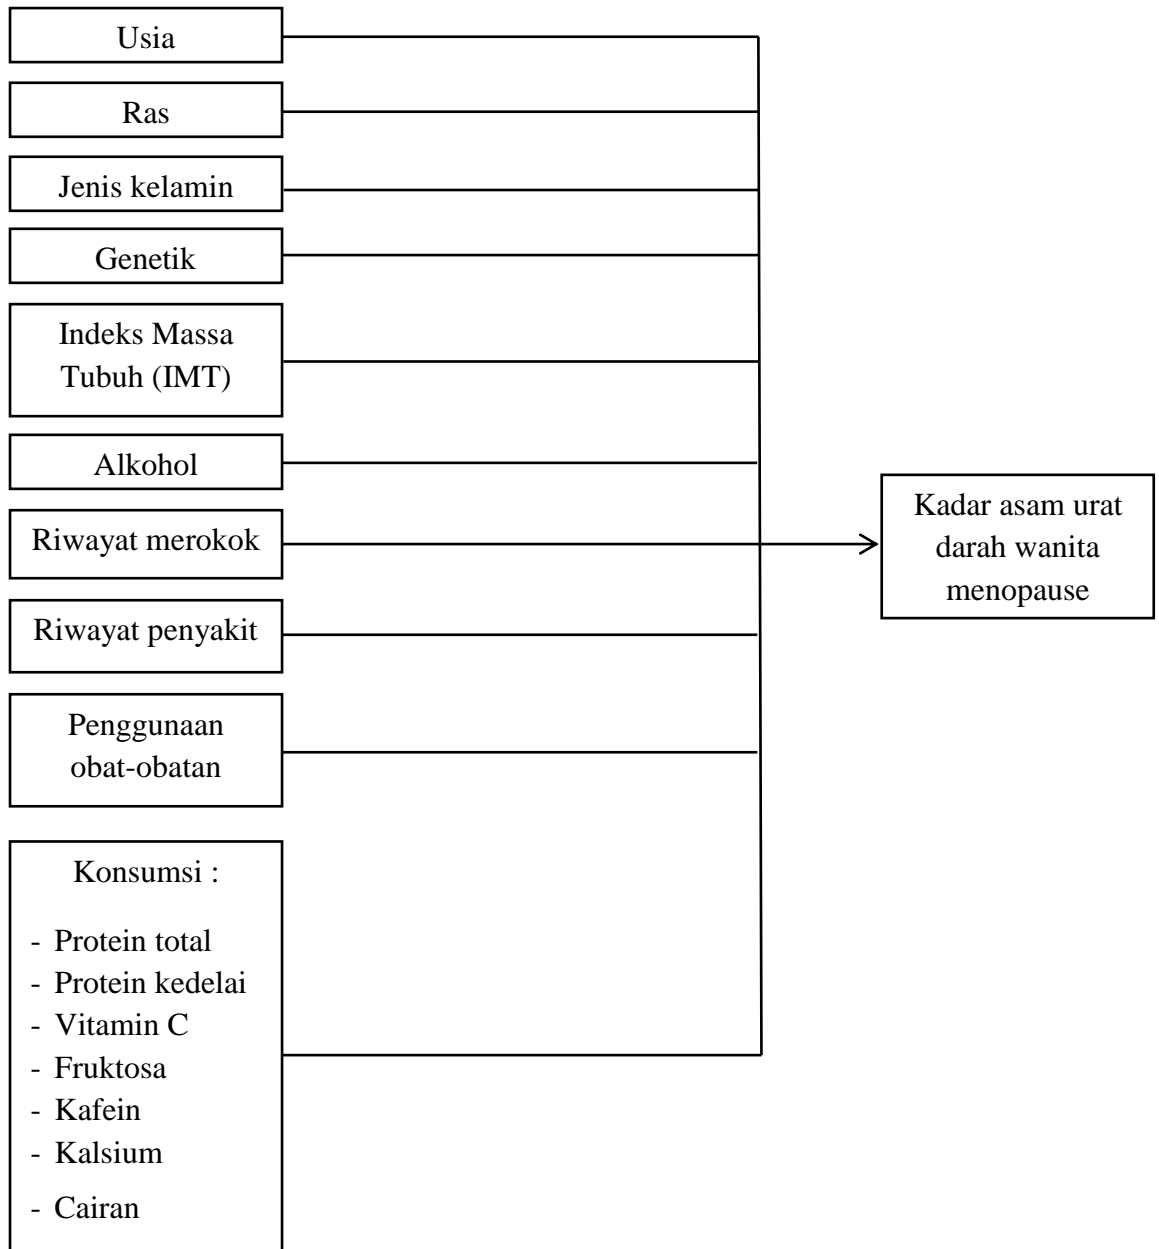 Usia
Ras
Jenis kelamin
Genetik
Indeks Massa
Tubuh (IMT)
Alkohol
Riwayat merokok
Riwayat penyakit
Penggunaan
obat-obatan
Konsumsi :
- Protein total
- Protein kedelai
- Vitamin C
- Fruktosa
- Kafein
- Kalsium
- Cairan
Kadar asam urat
darah wanita
menopause